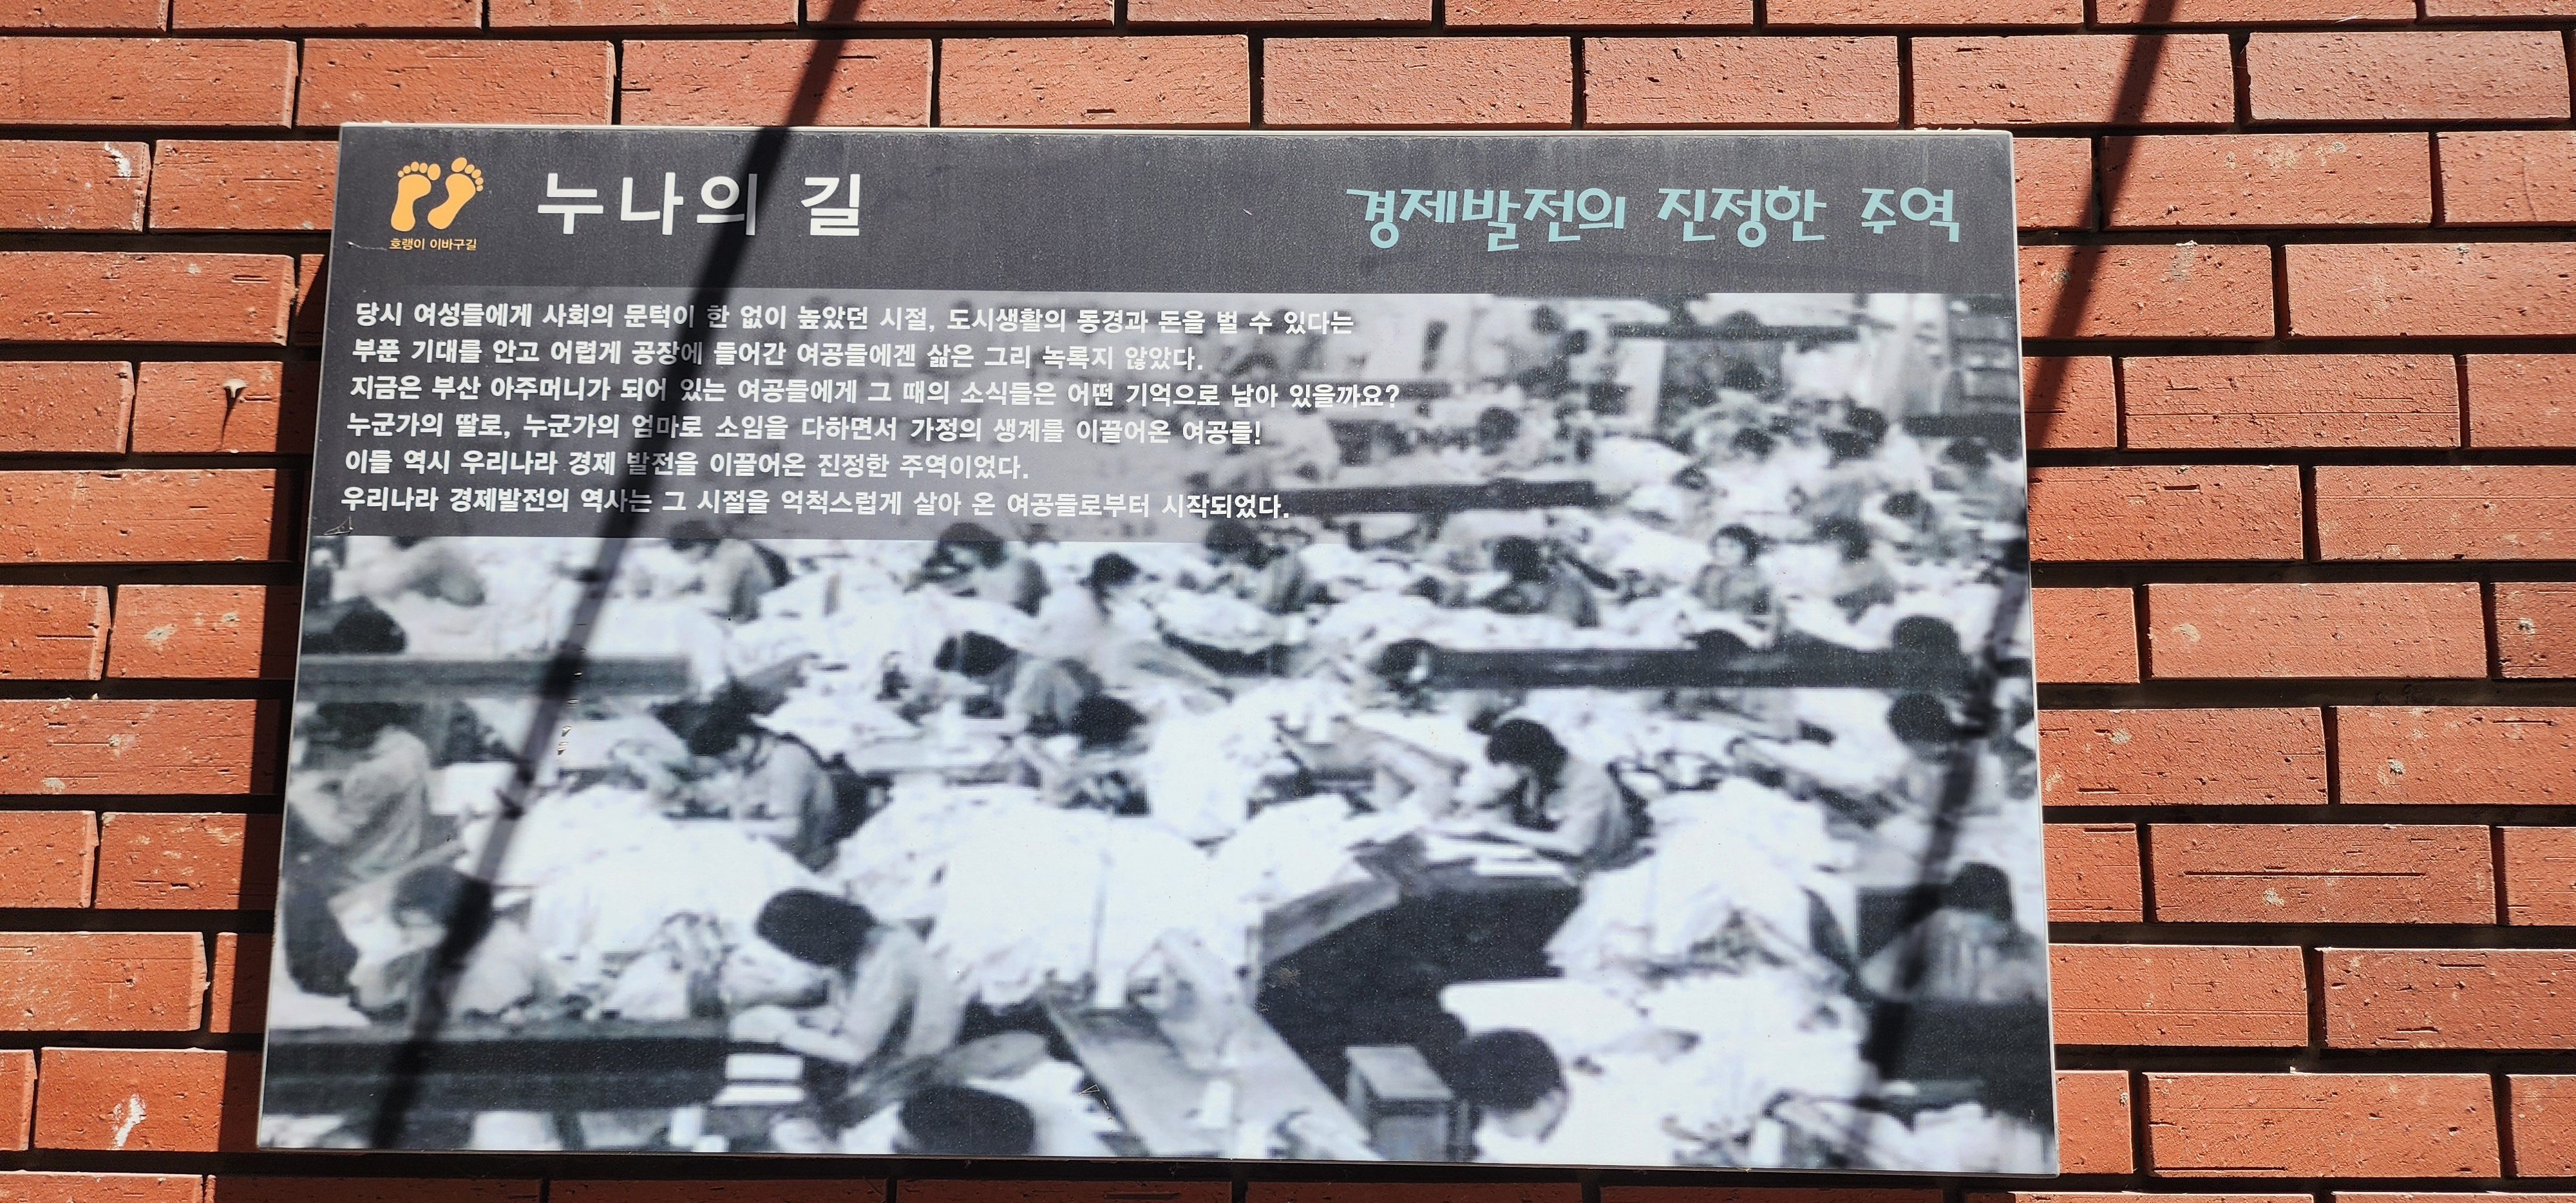 누나의 길
경제발전의 진정한 주역
호랭이 이바구길
당시 여성들에게 사회의 문턱이 한 없이 높았던 시절, 도시생활의 동경과 돈을 벌 수 있다는
부푼 기대를 안고 어렵게 공장에 들어간 여공들에겐 삶은 그리 녹록지 않았다.
지금은 부산 아주머니가 되어 있는 여공들에게 그 때의 소식들은 어떤 기억으로 남아 있을까요?
누군가의 딸로, 누군가의 엄마로 소임을 다하면서 가정의 생계를 이끌어온 여공들!
이들 역시 우리나라 경제 발전을 이끌어온 진정한 주역이었다.
우리나라 경제발전의 역사는 그 시절을 억척스럽게 살아 온 여공들로부터 시작되었다.